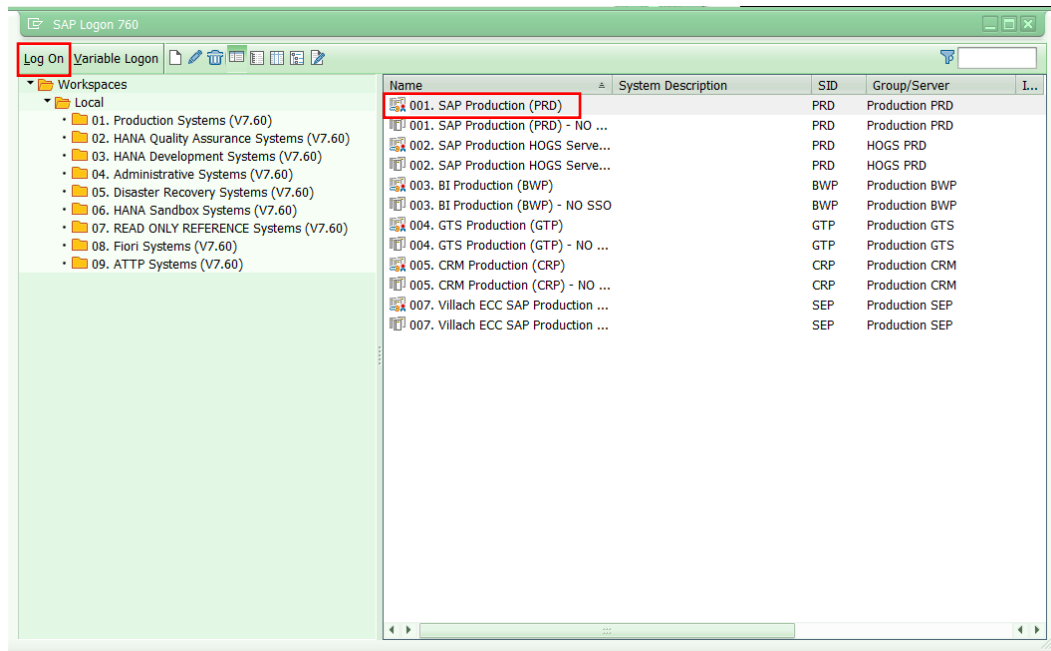 SAP Logon 760
Log On Variable Logon
Workspaces
Local
01. Production Systems (V7.60)
02. HANA Quality Assurance Systems (V7.60)
03. HANA Development Systems (V7.60)
04. Administrative Systems (V7.60)
05. Disaster Recovery Systems (V7.60)
06. HANA Sandbox Systems (V7.60)
07. READ ONLY REFERENCE Systems (V7.60)
08. Fiori Systems (V7.60)
09. ATTP Systems (V7.60)
Name System Description SID Group/Server I...
001. SAP Production (PRD) PRD Production PRD
001. SAP Production (PRD) - NO ... PRD Production PRD
002. SAP Production HOGS Serve... PRD HOGS PRD
002. SAP Production HOGS Serve... PRD HOGS PRD
003. BI Production (BWP) BWP Production BWP
003. BI Production (BWP) - NO SSO BWP Production BWP
004. GTS Production (GTP) GTP Production GTS
004. GTS Production (GTP) - NO ... GTP Production GTS
005. CRM Production (CRP) CRP Production CRM
005. CRM Production (CRP) - NO ... CRP Production CRM
007. Villach ECC SAP Production ... SEP Production SEP
007. Villach ECC SAP Production ... SEP Production SEP